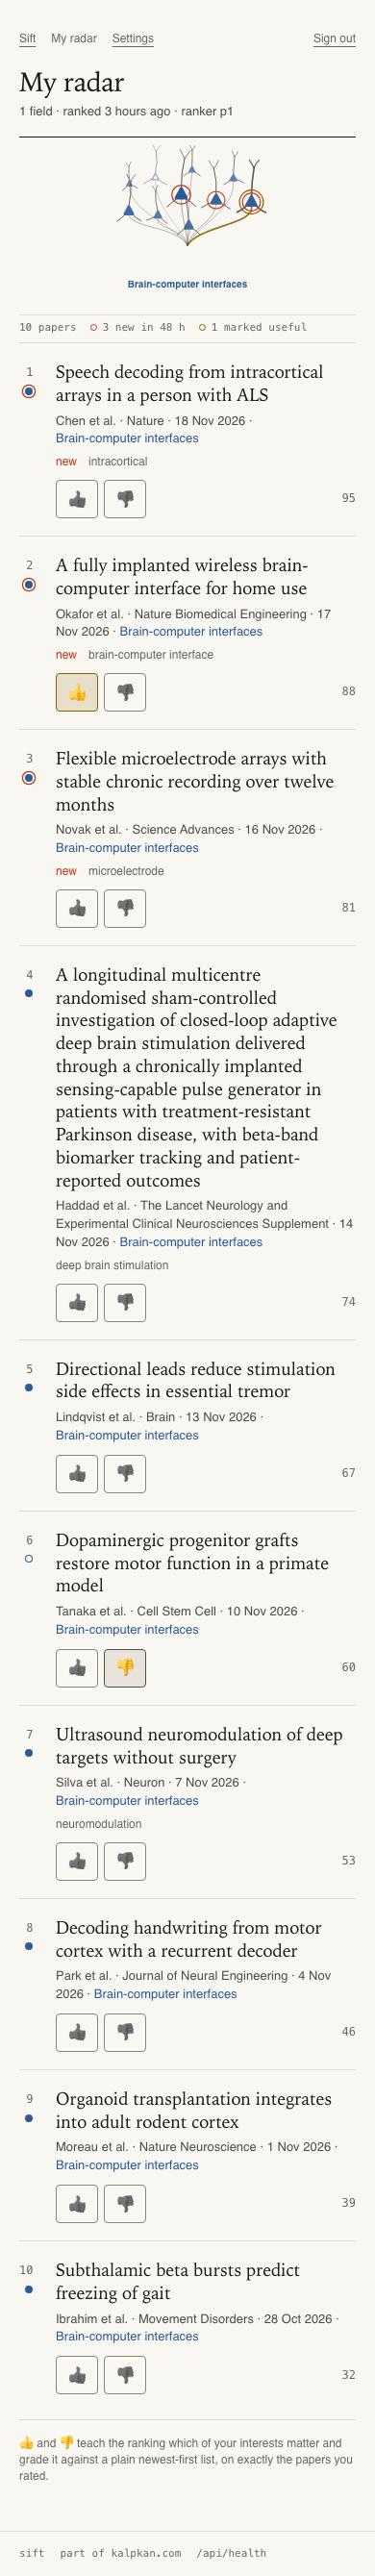 Sift My radar Settings Sign out
My radar
1 field · ranked 3 hours ago · ranker p1
Brain-computer interfaces
10 papers 3 new in 48 h 1 marked useful
1 Speech decoding from intracortical
arrays in a person with ALS
Chen et al. · Nature · 18 Nov 2026 ·
Brain-computer interfaces
new intracortical
👍 👎 95
2 A fully implanted wireless brain-
computer interface for home use
Okafor et al. · Nature Biomedical Engineering · 17
Nov 2026 · Brain-computer interfaces
new brain-computer interface
👍 👎 88
3 Flexible microelectrode arrays with
stable chronic recording over twelve
months
Novak et al. · Science Advances · 16 Nov 2026 ·
Brain-computer interfaces
new microelectrode
👍 👎 81
4 A longitudinal multicentre
randomised sham-controlled
investigation of closed-loop adaptive
deep brain stimulation delivered
through a chronically implanted
sensing-capable pulse generator in
patients with treatment-resistant
Parkinson disease, with beta-band
biomarker tracking and patient-
reported outcomes
Haddad et al. · The Lancet Neurology and
Experimental Clinical Neurosciences Supplement · 14
Nov 2026 · Brain-computer interfaces
deep brain stimulation
👍 👎 74
5 Directional leads reduce stimulation
side effects in essential tremor
Lindqvist et al. · Brain · 13 Nov 2026 ·
Brain-computer interfaces
👍 👎 67
6 Dopaminergic progenitor grafts
restore motor function in a primate
model
Tanaka et al. · Cell Stem Cell · 10 Nov 2026 ·
Brain-computer interfaces
👍 👎 60
7 Ultrasound neuromodulation of deep
targets without surgery
Silva et al. · Neuron · 7 Nov 2026 ·
Brain-computer interfaces
neuromodulation
👍 👎 53
8 Decoding handwriting from motor
cortex with a recurrent decoder
Park et al. · Journal of Neural Engineering · 4 Nov
2026 · Brain-computer interfaces
👍 👎 46
9 Organoid transplantation integrates
into adult rodent cortex
Moreau et al. · Nature Neuroscience · 1 Nov 2026 ·
Brain-computer interfaces
👍 👎 39
10 Subthalamic beta bursts predict
freezing of gait
Ibrahim et al. · Movement Disorders · 28 Oct 2026 ·
Brain-computer interfaces
👍 👎 32
👍 and 👎 teach the ranking which of your interests matter and
grade it against a plain newest-first list, on exactly the papers you
rated.
sift part of kalpkan.com /api/health